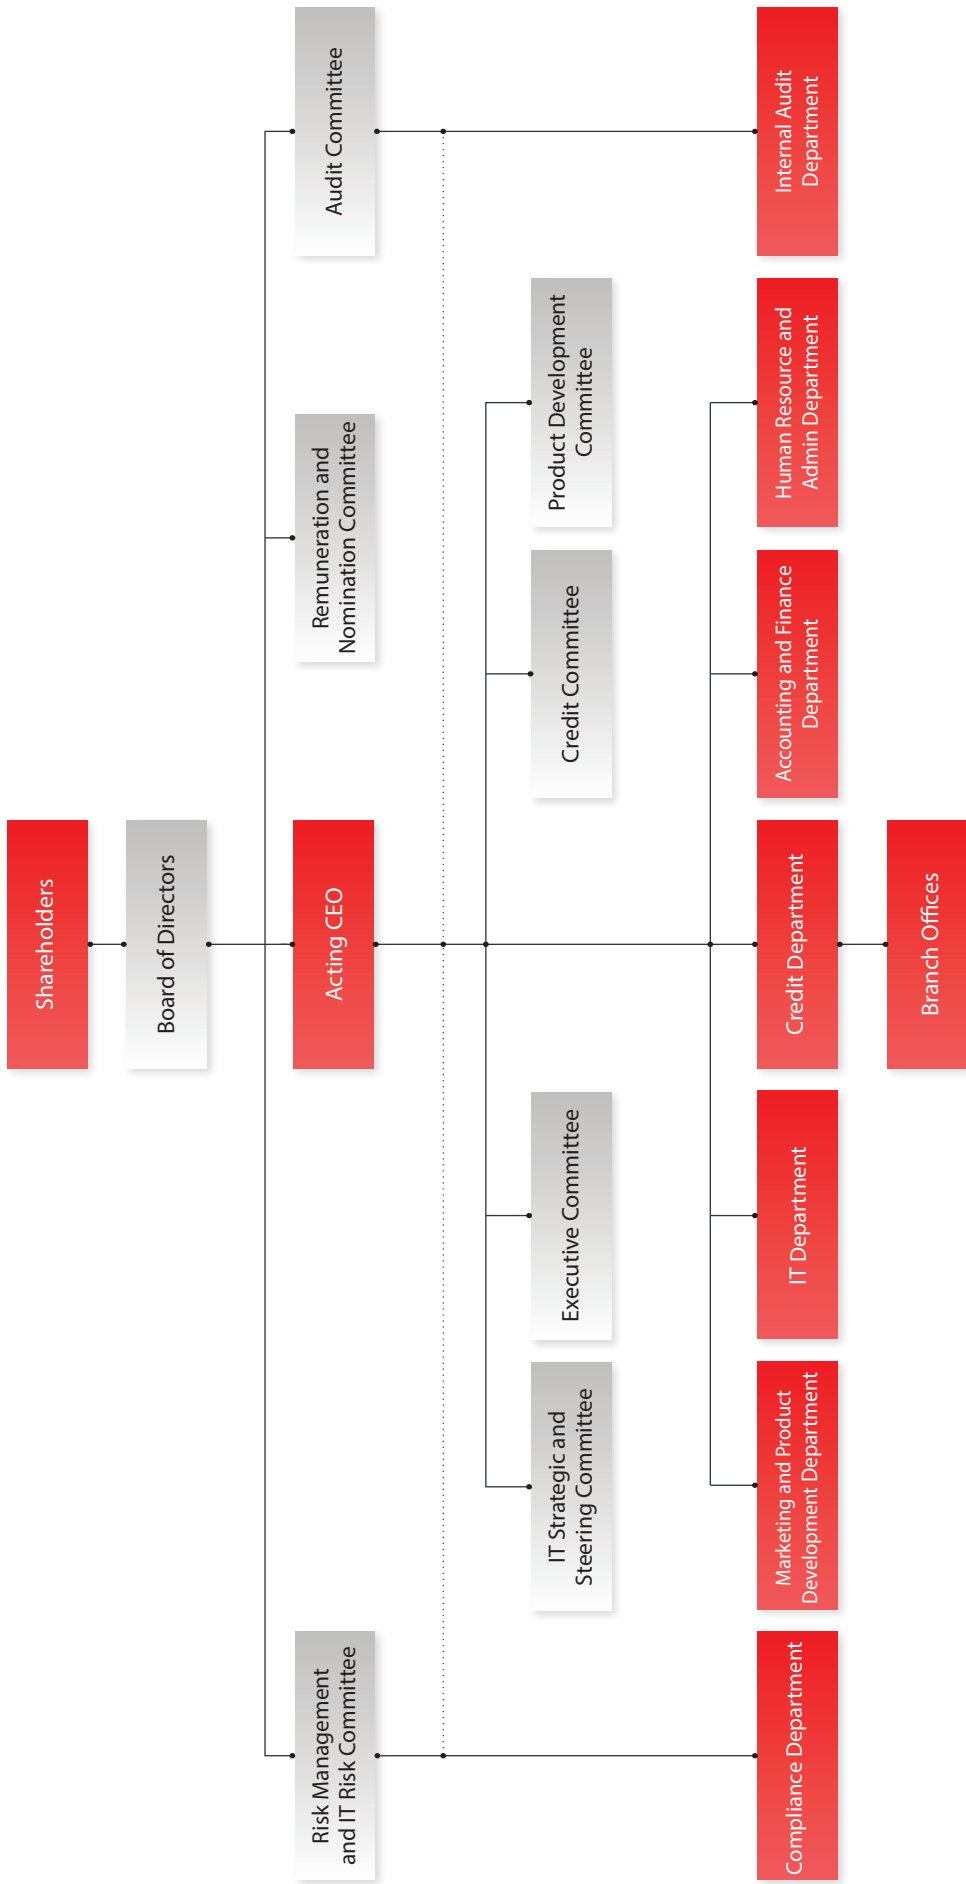 Shareholders
Board of Directors
Risk Management
and IT Risk Committee
Acting CEO
Remuneration and
Nomination Committee
Audit Committee
IT Strategic and
Steering Committee
Executive Committee
Credit Committee
Product Development
Committee
Compliance Department
Marketing and Product
Development Department
IT Department
Credit Department
Accounting and Finance
Department
Human Resource and
Admin Department
Internal Audit
Department
Branch Offices